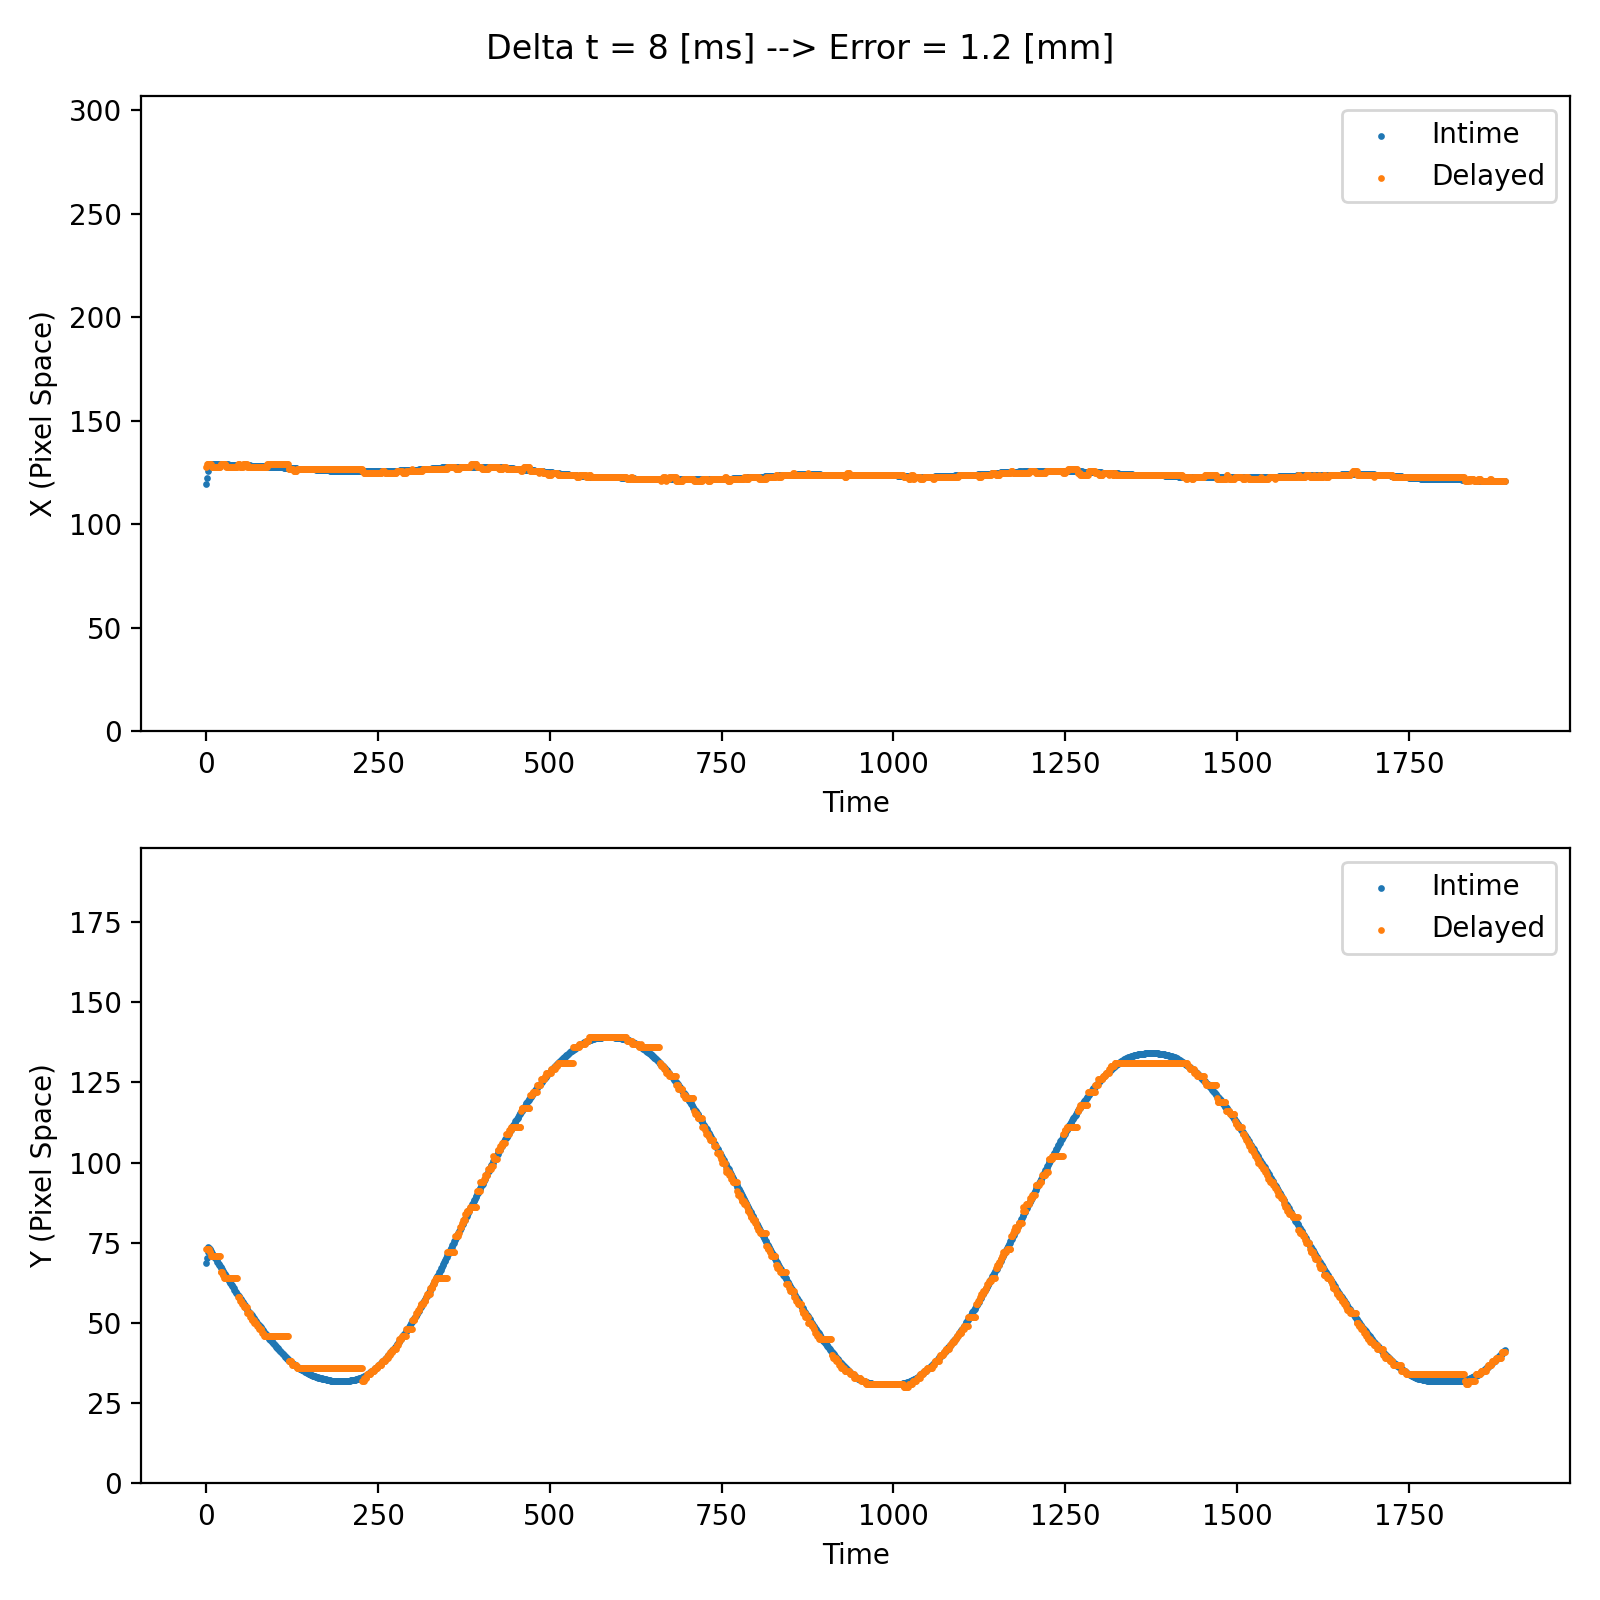 Delta t = 8 [ms] --> Error = 1.2 [mm]
300
250
200
150
100
50
0
X (Pixel Space)
Intime
Delayed
0 250 500 750 1000 1250 1500 1750
Time
175
150
125
100
75
50
25
0
Y (Pixel Space)
Intime
Delayed
0 250 500 750 1000 1250 1500 1750
Time